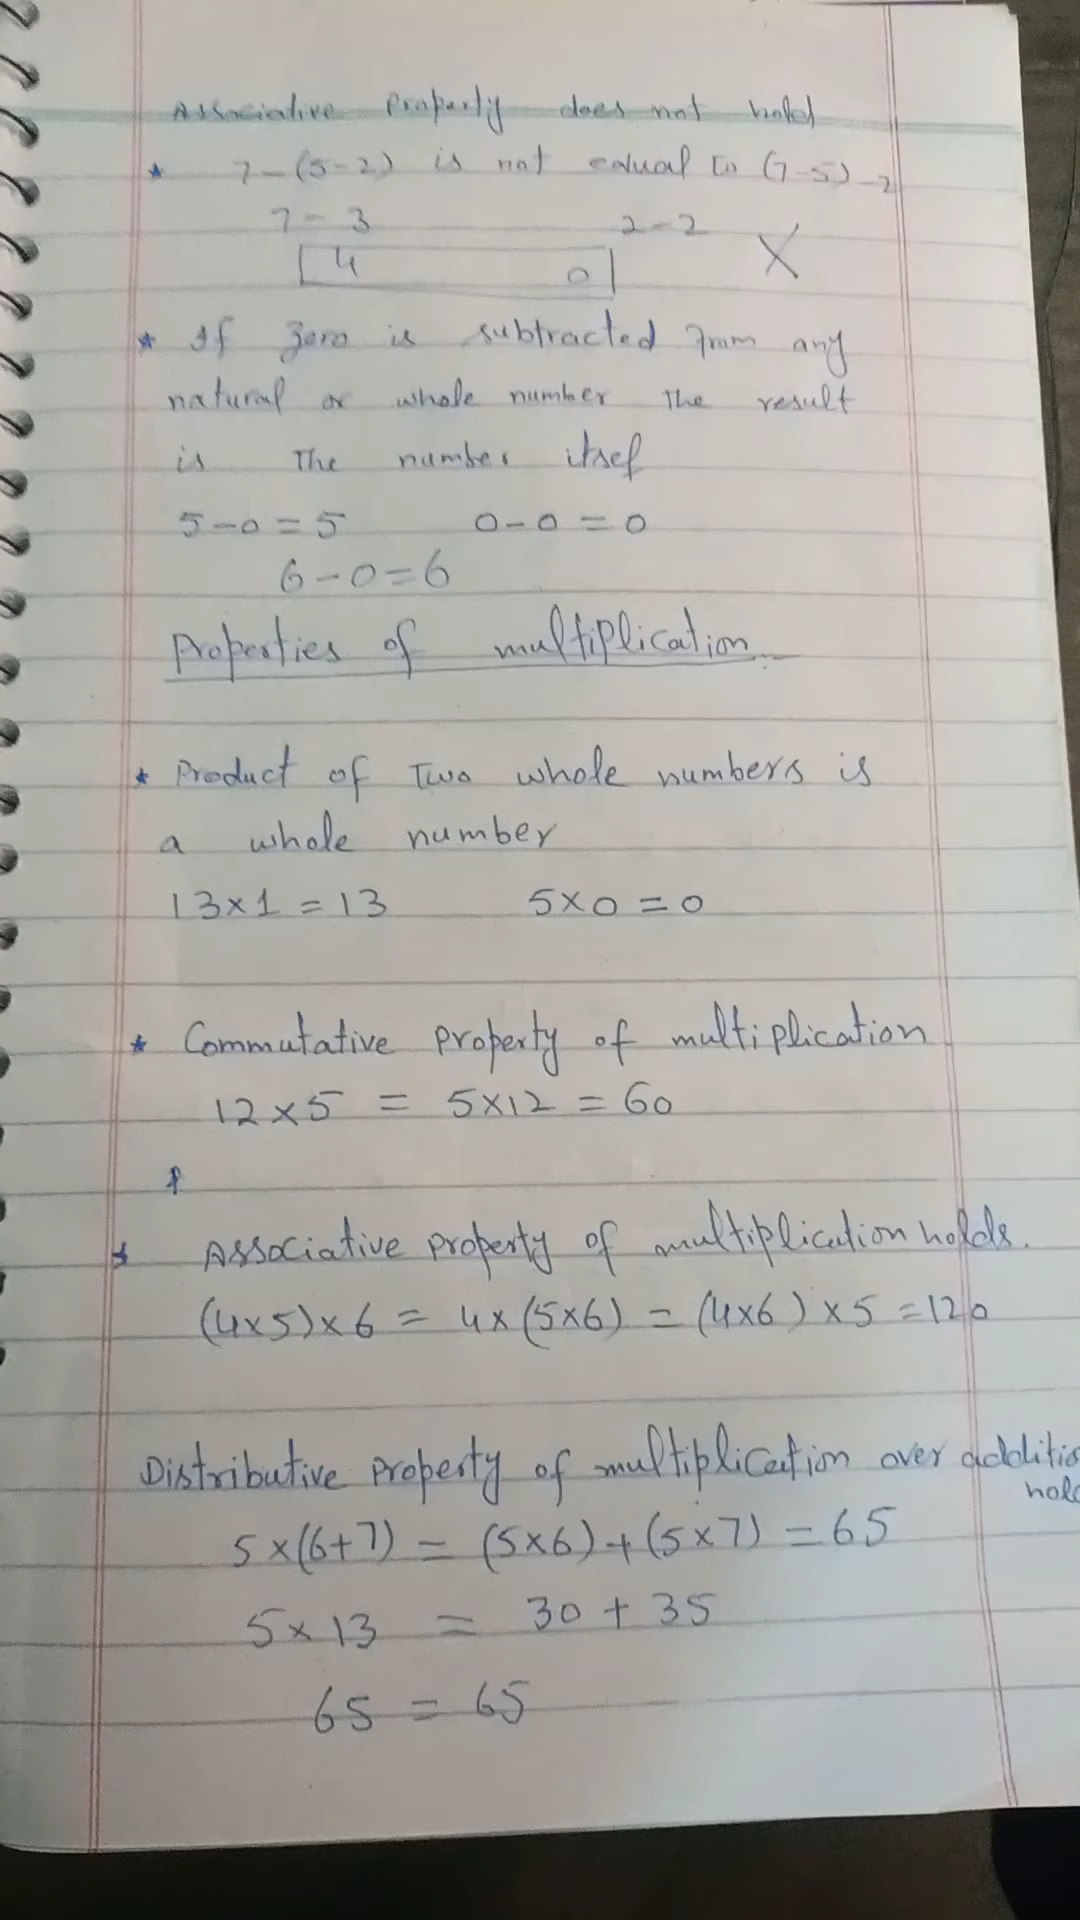 Associative Property does not hold
* 7-(5-2) is not equal to (7-5)-2
7-3 2-2 X
4 0
* If zero is subtracted from any
natural or whole number the result
is The number itsef
5-0=5 0-0=0
6-0=6
Properties of multiplication
* Product of Two whole numbers is
a whole number
13×1=13 5×0=0
* Commutative property of multiplication
12×5 = 5×12 = 60
* Associative property of multiplication holds.
(4×5)×6 = 4×(5×6) = (4×6)×5 = 120
Distributive property of multiplication over additio
hold
5×(6+7) = (5×6)+(5×7) = 65
5×13 = 30+35
65 = 65